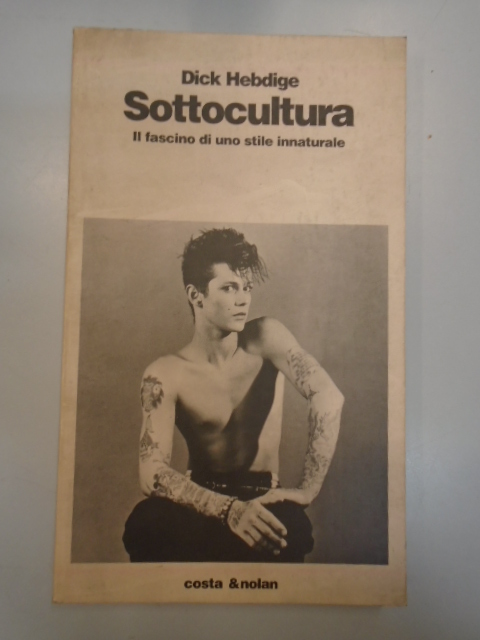 Dick Hebdige
Sottocultura
Il fascino di uno stile innaturale
costa &nolan